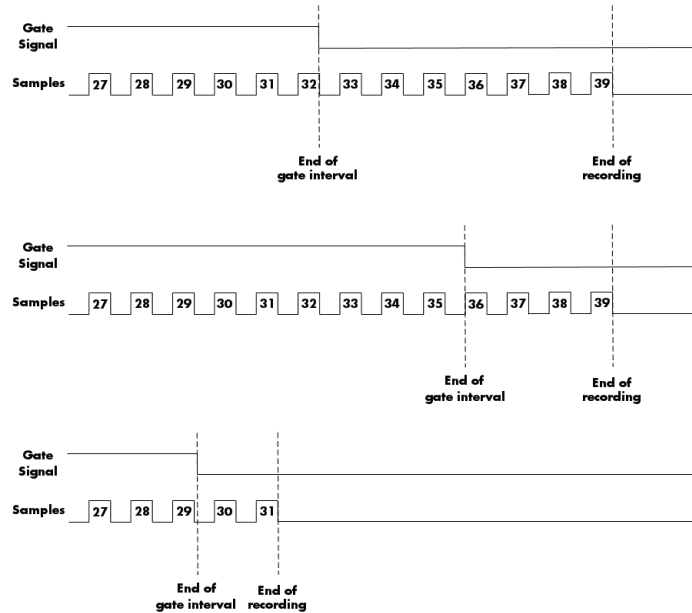 Gate
Signal
Samples 27 28 29 30 31 32 33 34 35 36 37 38 39
End of
gate interval
End of
recording
Gate
Signal
Samples 27 28 29 30 31 32 33 34 35 36 37 38 39
End of
gate interval
End of
recording
Gate
Signal
Samples 27 28 29 30 31
End of
gate interval
End of
recording